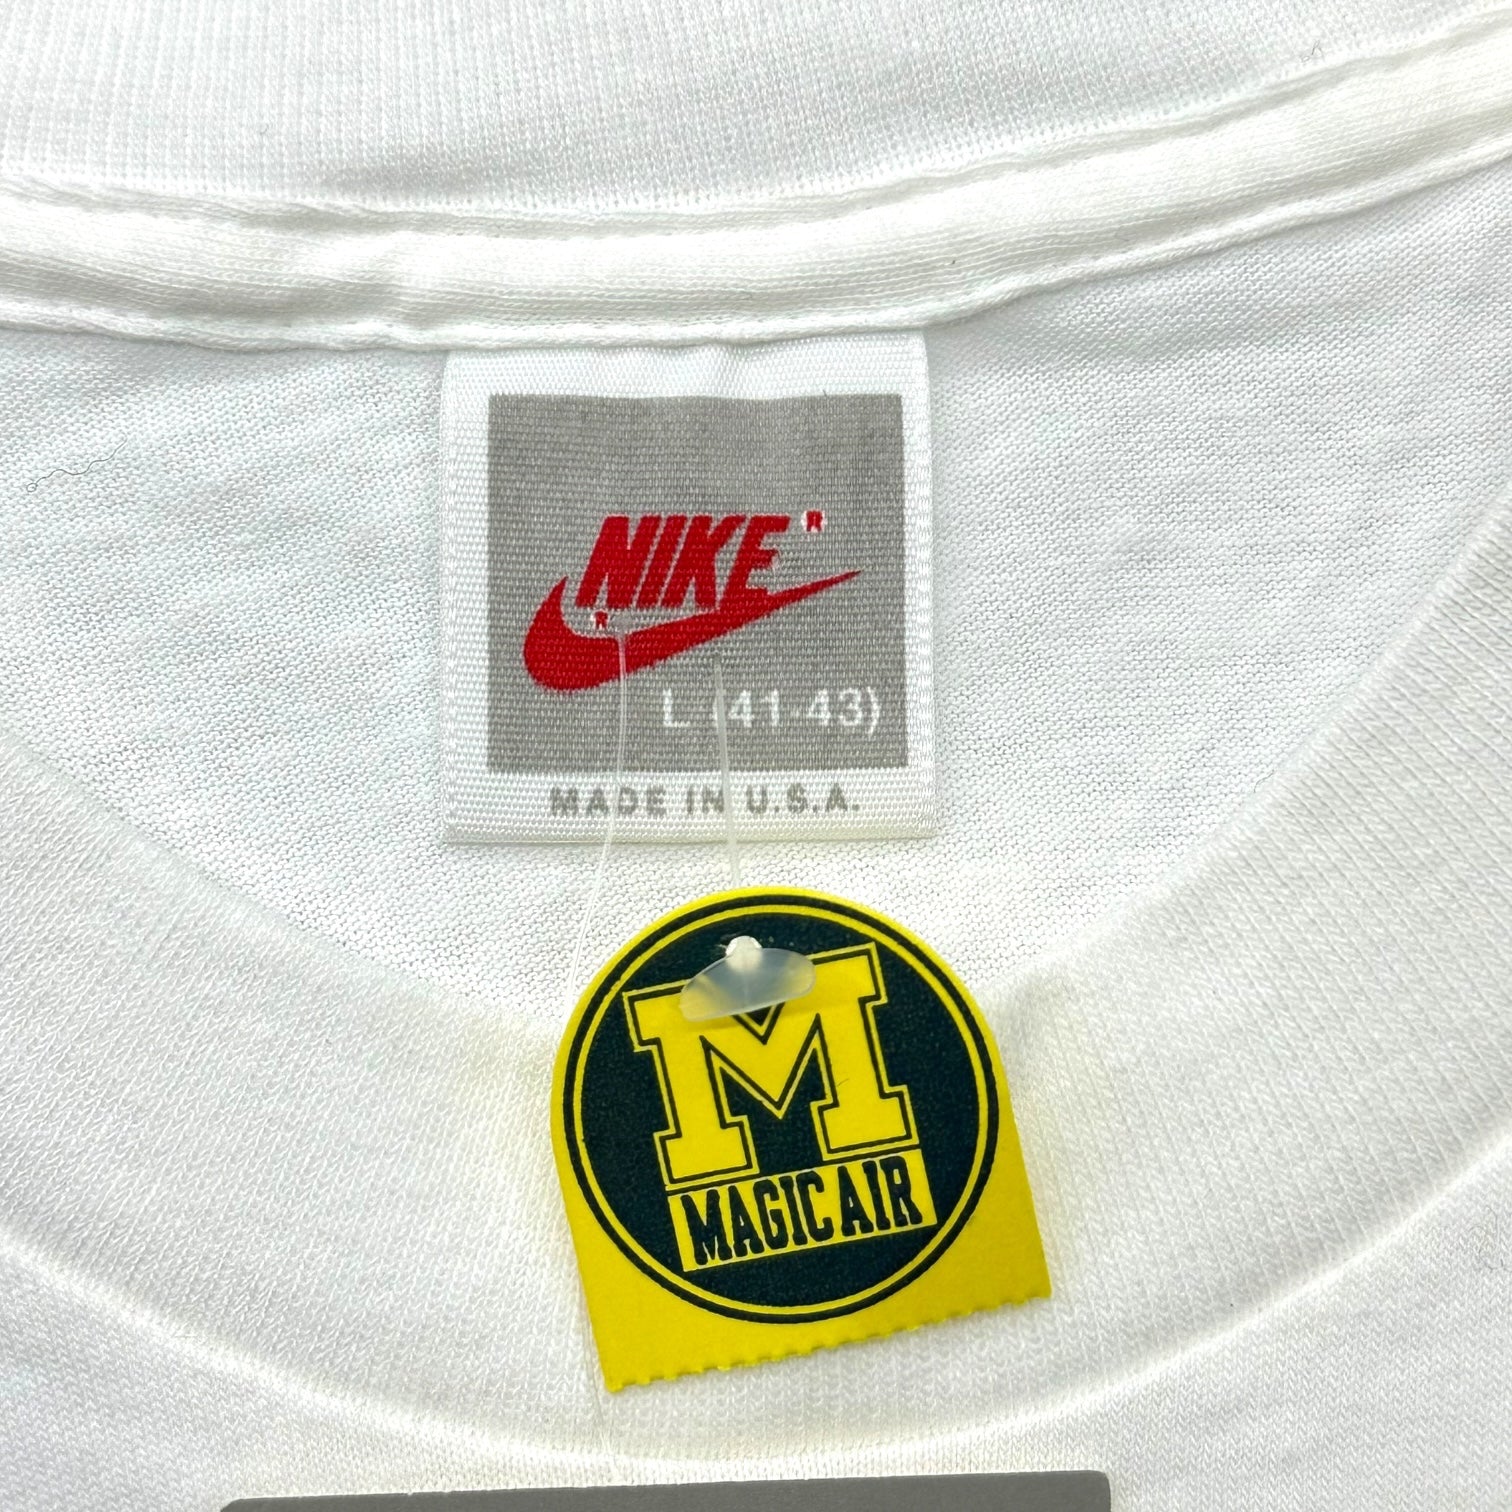 NIKE ®
®
L (41-43)
MADE IN U.S.A.
M
MAGIC AIR